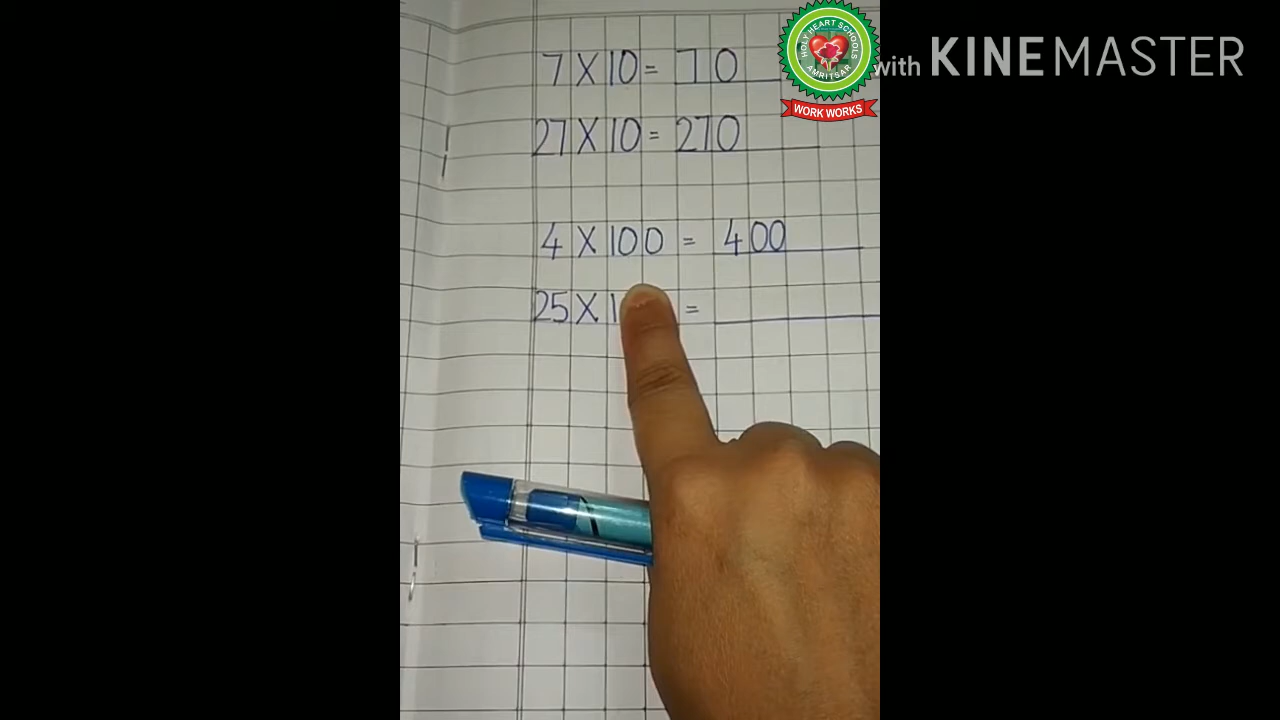 7 X 10 = 70
27 X 10 = 270
4 X 100 = 400
25 X 1 =
HOLY HEART SCHOOLS
AMRITSAR
WORK WORKS
with KINEMASTER